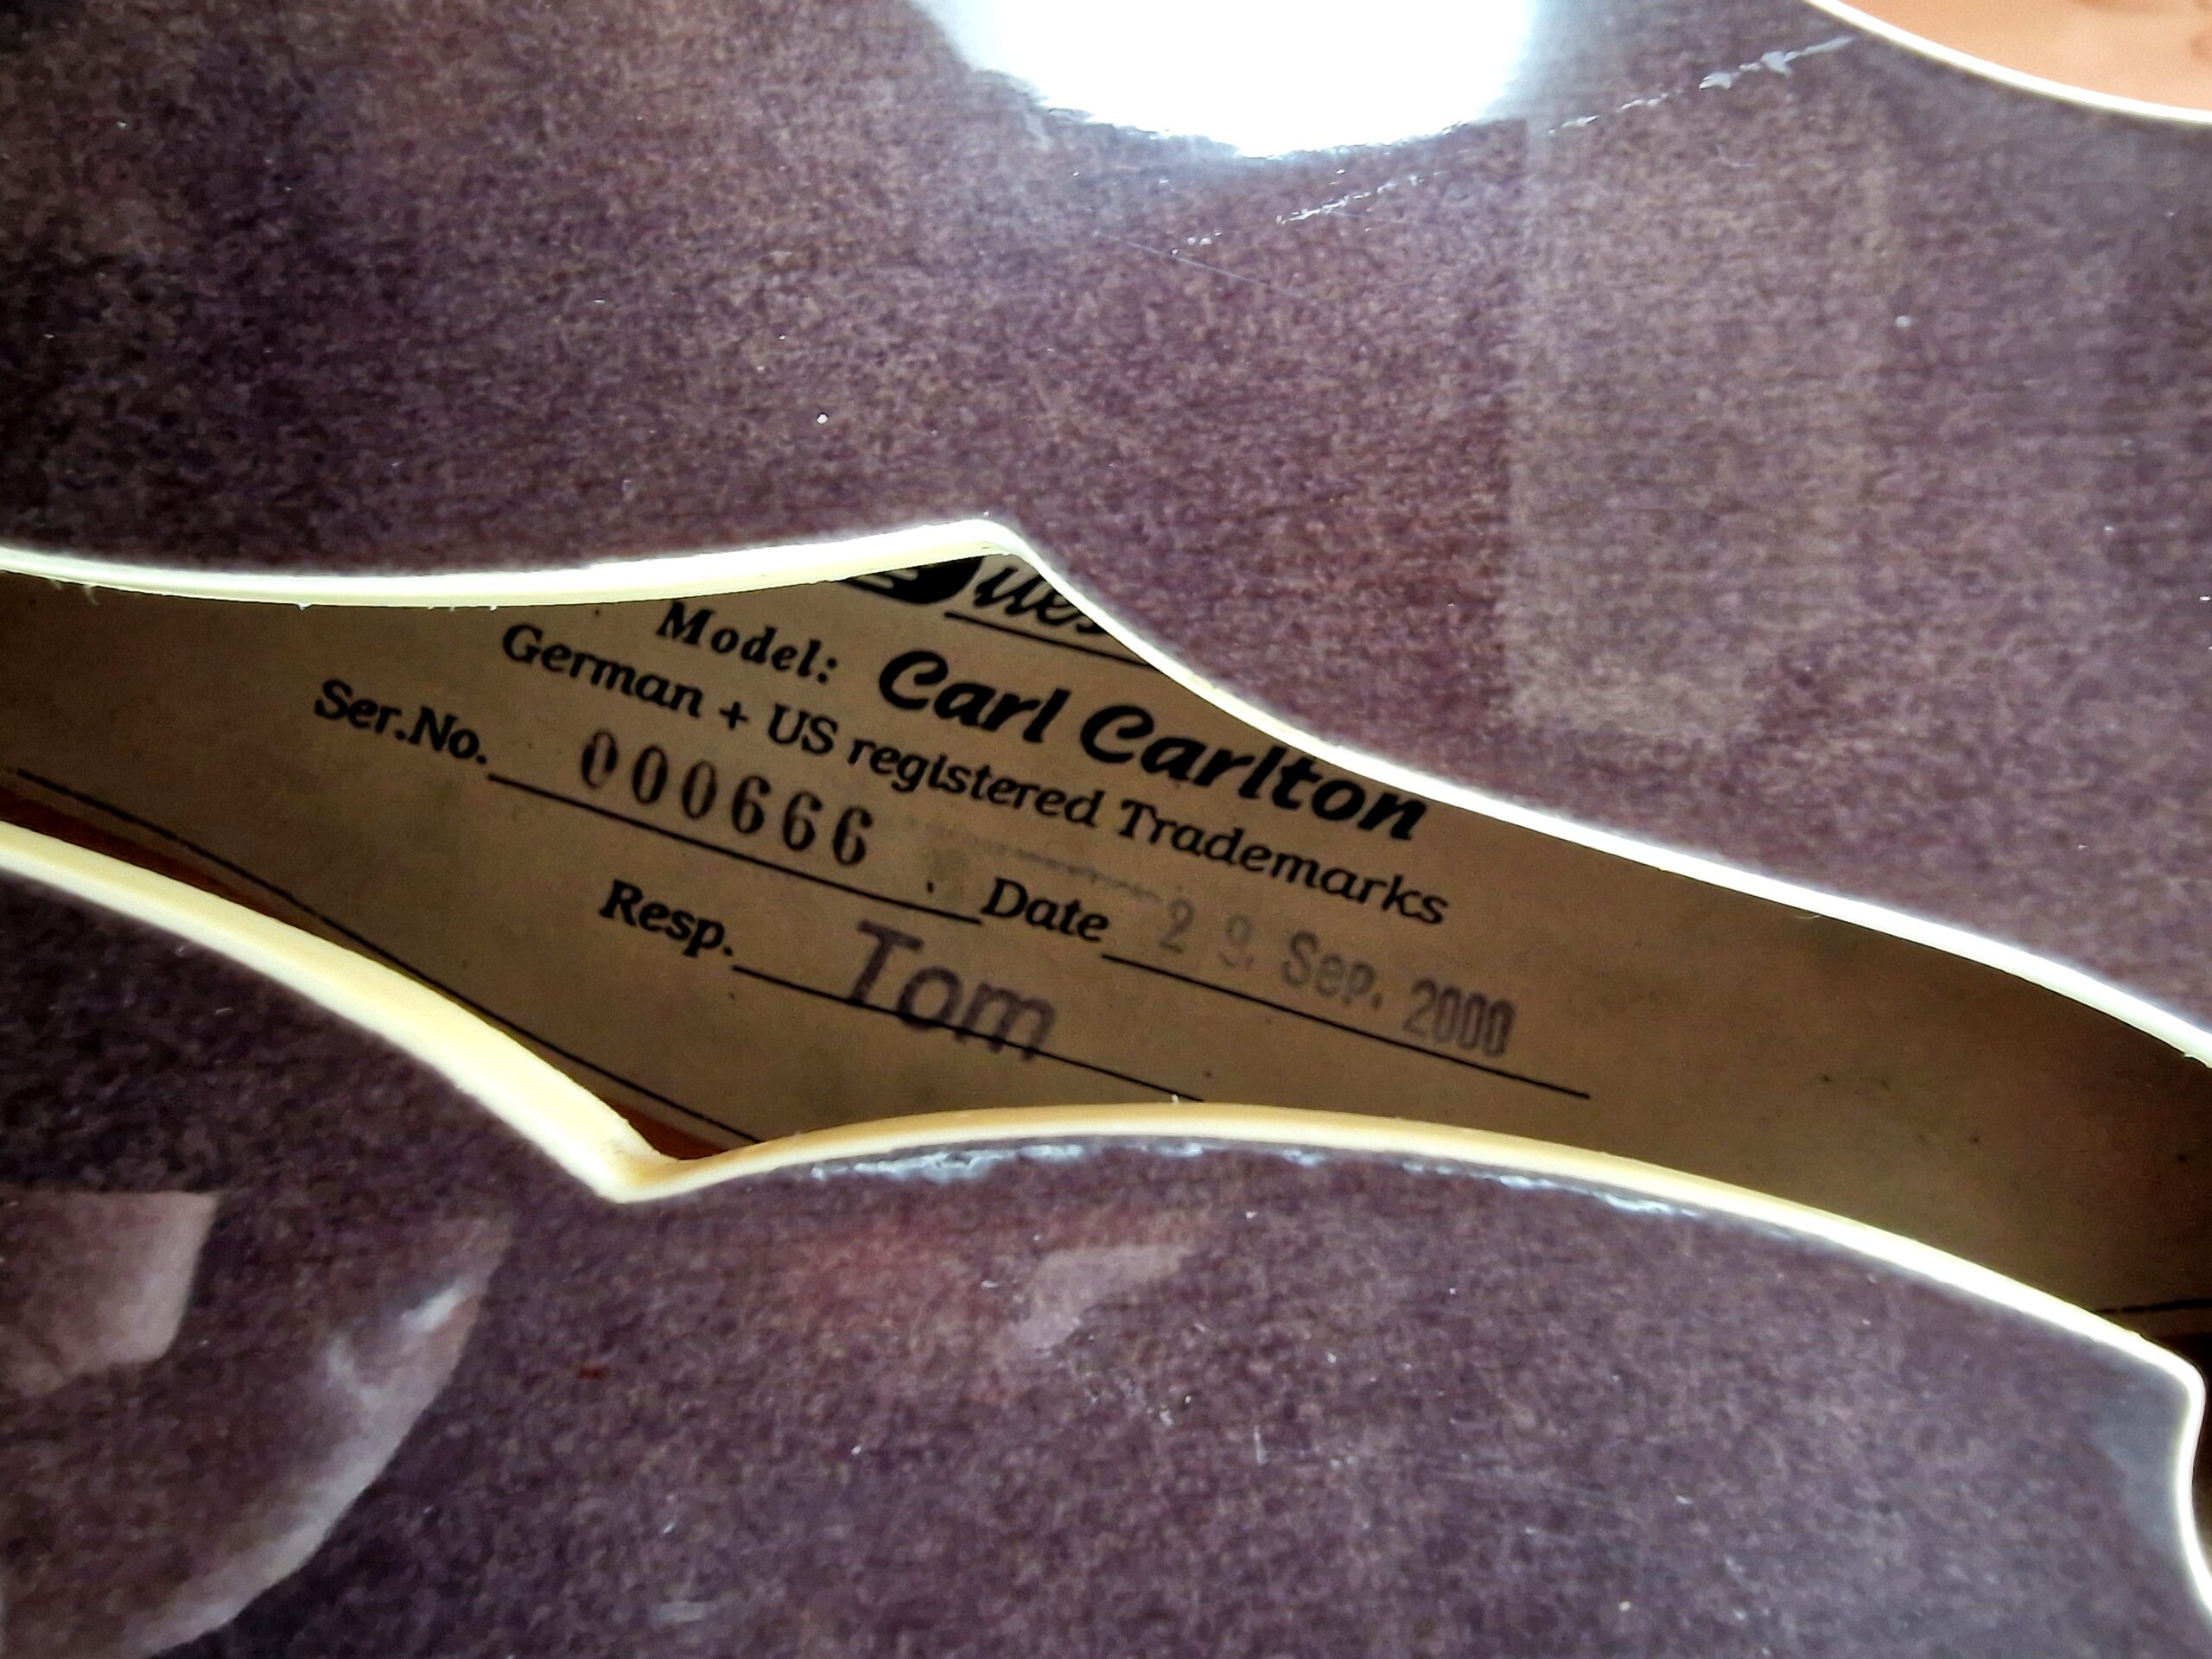 Model: Carl Carlton
German + US registered Trademarks
Ser.No. 000666 Date 29. Sep. 2000
Resp. Tom